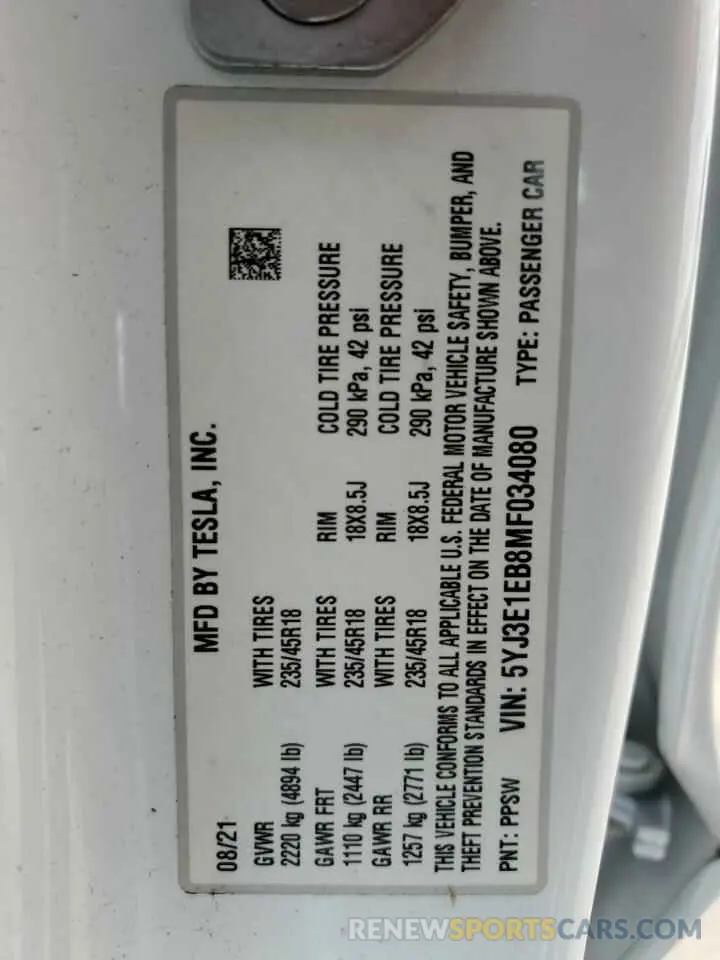 MFD BY TESLA, INC.
08/21
GVWR WITH TIRES
2220 kg (4894 lb) 235/45R18
GAWR FRT WITH TIRES RIM COLD TIRE PRESSURE
1110 kg (2447 lb) 235/45R18 18X8.5J 290 kPa, 42 psi
GAWR RR WITH TIRES RIM COLD TIRE PRESSURE
1257 kg (2771 lb) 235/45R18 18X8.5J 290 kPa, 42 psi
THIS VEHICLE CONFORMS TO ALL APPLICABLE U.S. FEDERAL MOTOR VEHICLE SAFETY, BUMPER, AND
THEFT PREVENTION STANDARDS IN EFFECT ON THE DATE OF MANUFACTURE SHOWN ABOVE.
PNT: PPSW VIN: 5YJ3E1EB8MF034080 TYPE: PASSENGER CAR
RENEWSPORTSCARS.COM